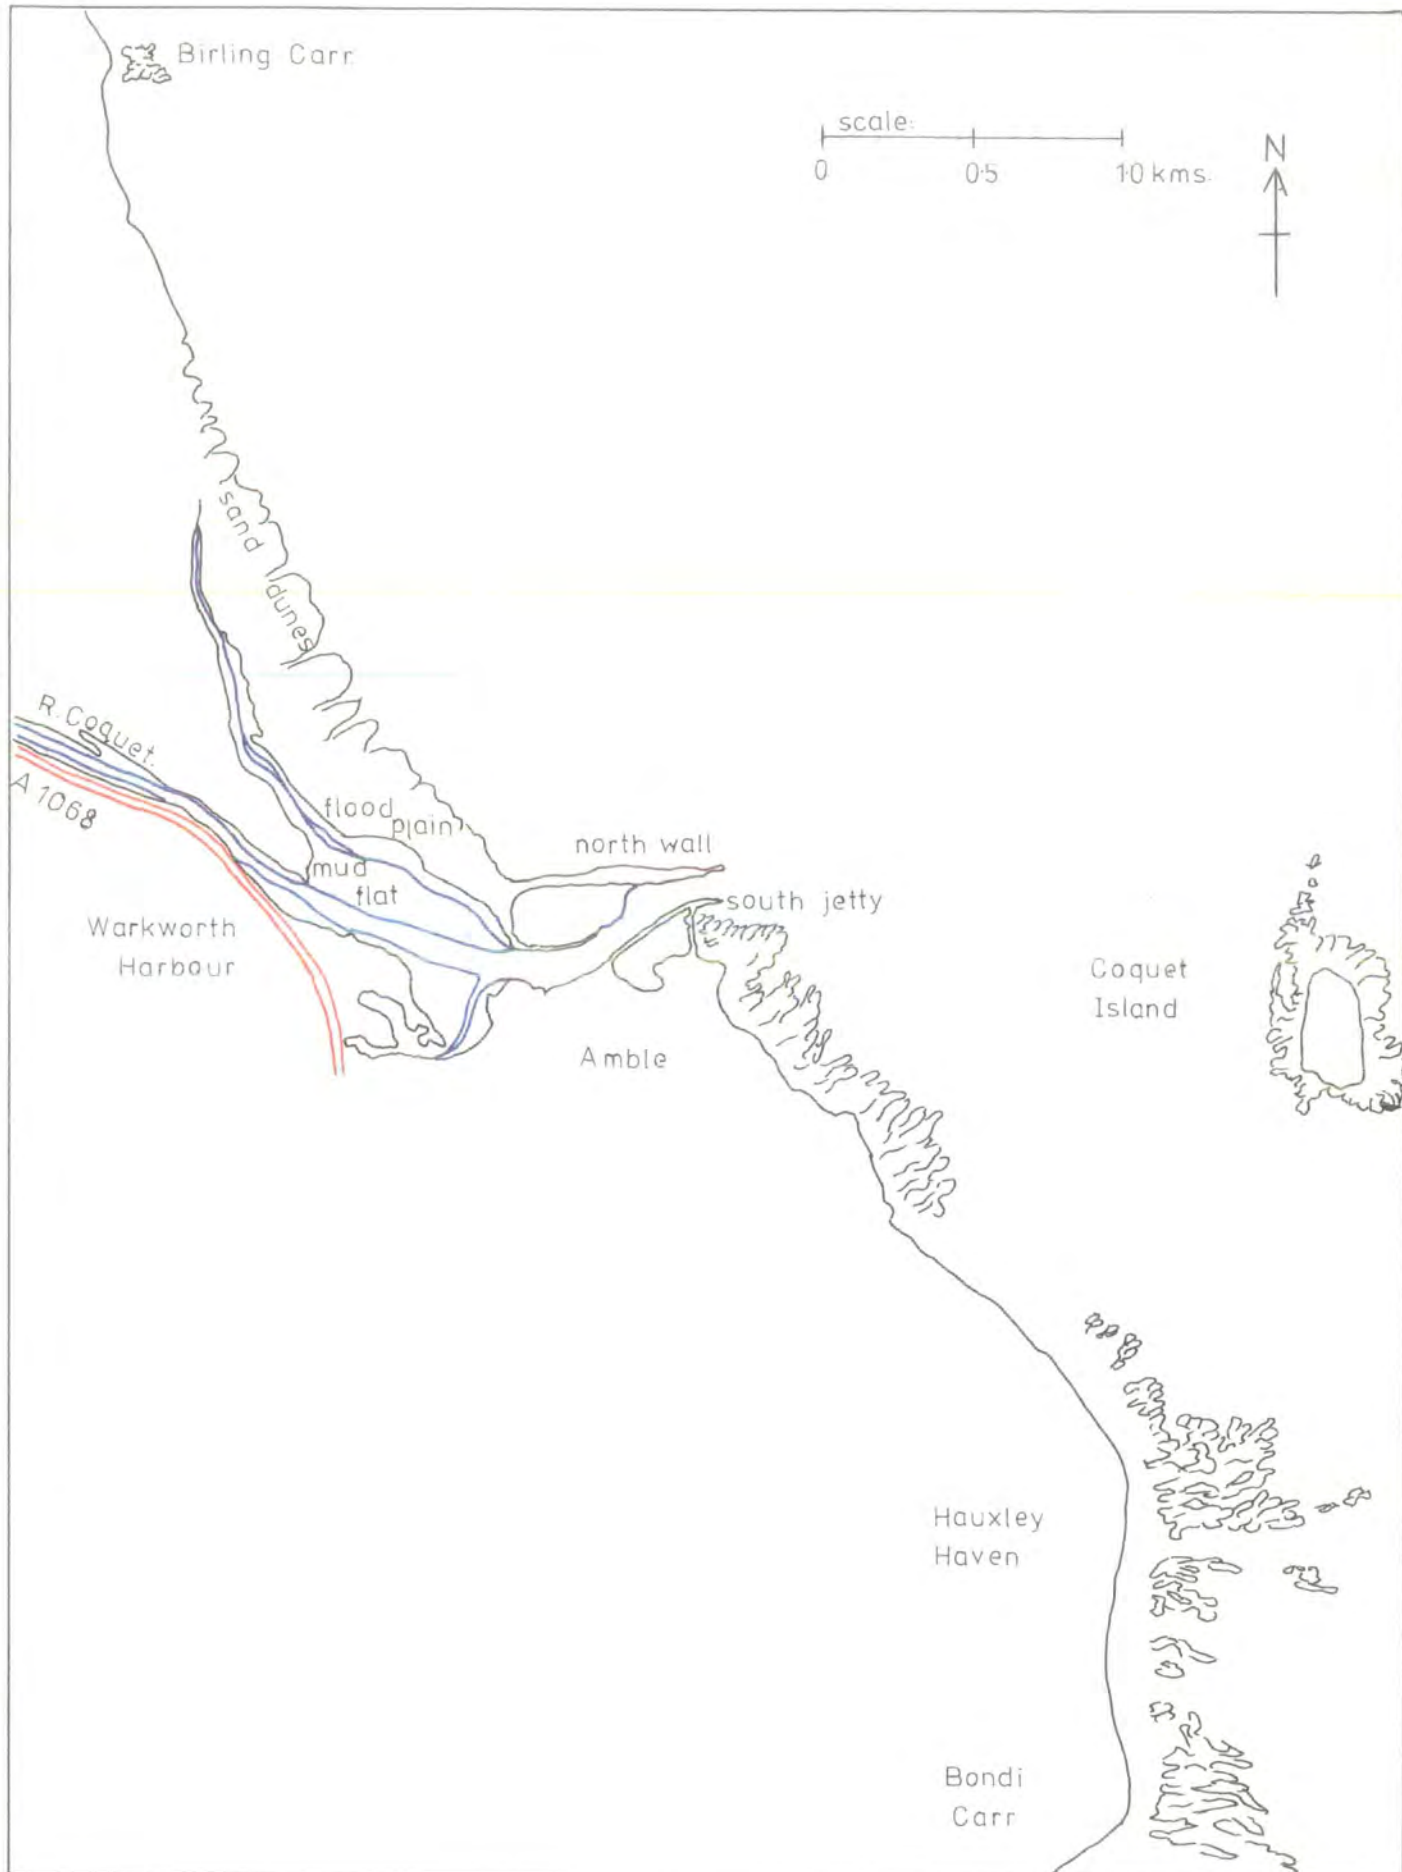 Birling Carr
scale:
0 0·5 1·0 kms.
N
sand
dunes
R. Coquet.
A 1068
flood
plain
mud
flat
north wall
south jetty
Warkworth
Harbour
Coquet
Island
Amble
Hauxley
Haven
Bondi
Carr